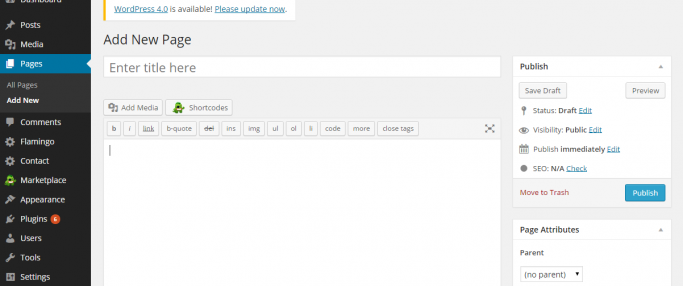 Dashboard
WordPress 4.0 is available! Please update now.
Posts
Media
Pages
All Pages
Add New
Comments
Flamingo
Contact
Marketplace
Appearance
Plugins 6
Users
Tools
Settings
Add New Page
Enter title here
Add Media
Shortcodes
b i link b-quote del ins img ul ol li code more close tags
Publish
Save Draft Preview
Status: Draft Edit
Visibility: Public Edit
Publish immediately Edit
SEO: N/A Check
Move to Trash Publish
Page Attributes
Parent
(no parent)